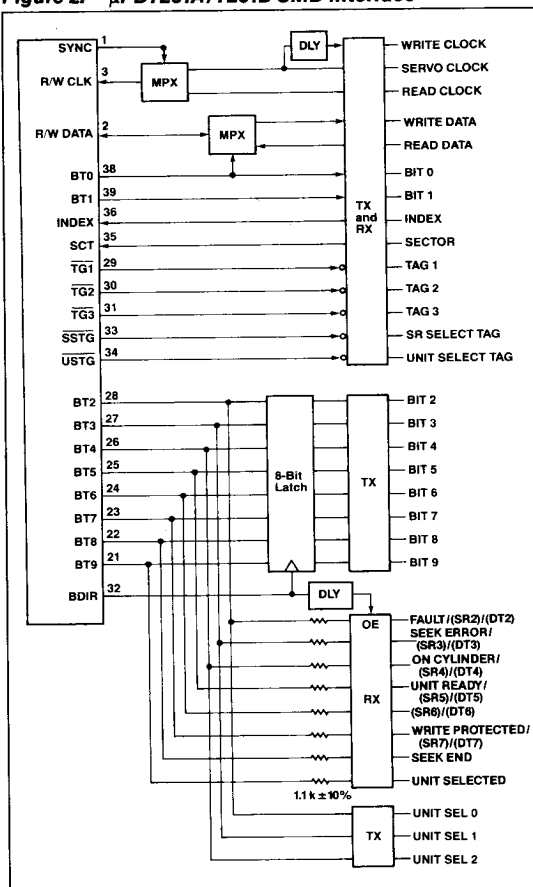 Figure 2. μPD7261A/7261B SMD Interface
SYNC 1 DLY WRITE CLOCK
SERVO CLOCK
R/W CLK 3 MPX
READ CLOCK
WRITE DATA
R/W DATA 2 MPX
READ DATA
BT0 38 BIT 0
BT1 39 BIT 1
TX and RX
INDEX 36 INDEX
SCT 35 SECTOR
TG1 29 TAG 1
TG2 30 TAG 2
TG3 31 TAG 3
SSTG 33 SR SELECT TAG
USTG 34 UNIT SELECT TAG
BT2 28 BIT 2
BT3 27 BIT 3
BT4 26 BIT 4
BT5 25 BIT 5
8-Bit Latch
TX
BT6 24 BIT 6
BT7 23 BIT 7
BT8 22 BIT 8
BT9 21 BIT 9
BDIR 32 DLY
OE FAULT/(SR2)/(DT2)
SEEK ERROR/
(SR3)/(DT3)
ON CYLINDER/
(SR4)/(DT4)
UNIT READY/
(SR5)/(DT5)
RX
(SR6)/(DT6)
WRITE PROTECTED/
(SR7)/(DT7)
SEEK END
UNIT SELECTED
1.1 k ± 10%
UNIT SEL 0
TX UNIT SEL 1
UNIT SEL 2